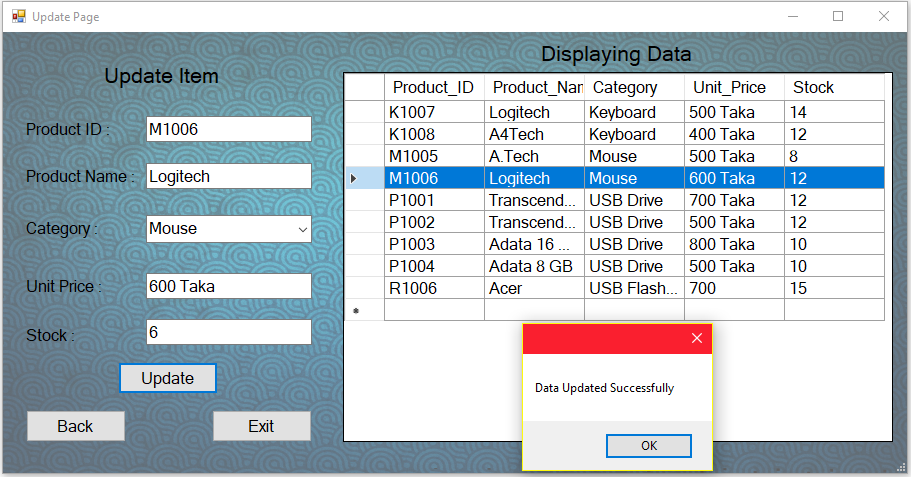 Update Page
Update Item
Product ID : M1006
Product Name : Logitech
Category : Mouse
Unit Price : 600 Taka
Stock : 6
Update
Back Exit
Displaying Data
Product_ID Product_Nam Category Unit_Price Stock
K1007 Logitech Keyboard 500 Taka 14
K1008 A4Tech Keyboard 400 Taka 12
M1005 A.Tech Mouse 500 Taka 8
M1006 Logitech Mouse 600 Taka 12
P1001 Transcend... USB Drive 700 Taka 12
P1002 Transcend... USB Drive 500 Taka 12
P1003 Adata 16 ... USB Drive 800 Taka 10
P1004 Adata 8 GB USB Drive 500 Taka 10
R1006 Acer USB Flash... 700 15
Data Updated Successfully
OK